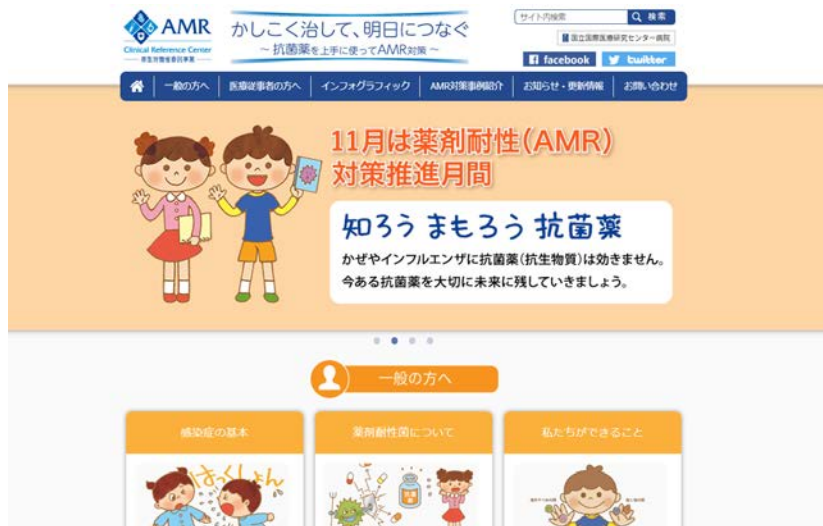 AMR
Clinical Reference Center
厚生労働省委託事業
かしこく治して、明日につなぐ
~ 抗菌薬を上手に使ってAMR対策 ~
サイト内検索
検索
国立国際医療研究センター病院
facebook
twitter
一般の方へ
医療従事者の方へ
インフォグラフィック
AMR対策事例紹介
お知らせ・更新情報
お問い合わせ
11月は薬剤耐性(AMR)
対策推進月間
知ろう まもろう 抗菌薬
かぜやインフルエンザに抗菌薬(抗生物質)は効きません。
今ある抗菌薬を大切に未来に残していきましょう。
一般の方へ
感染症の基本
薬剤耐性菌について
私たちができること
はっくしょん